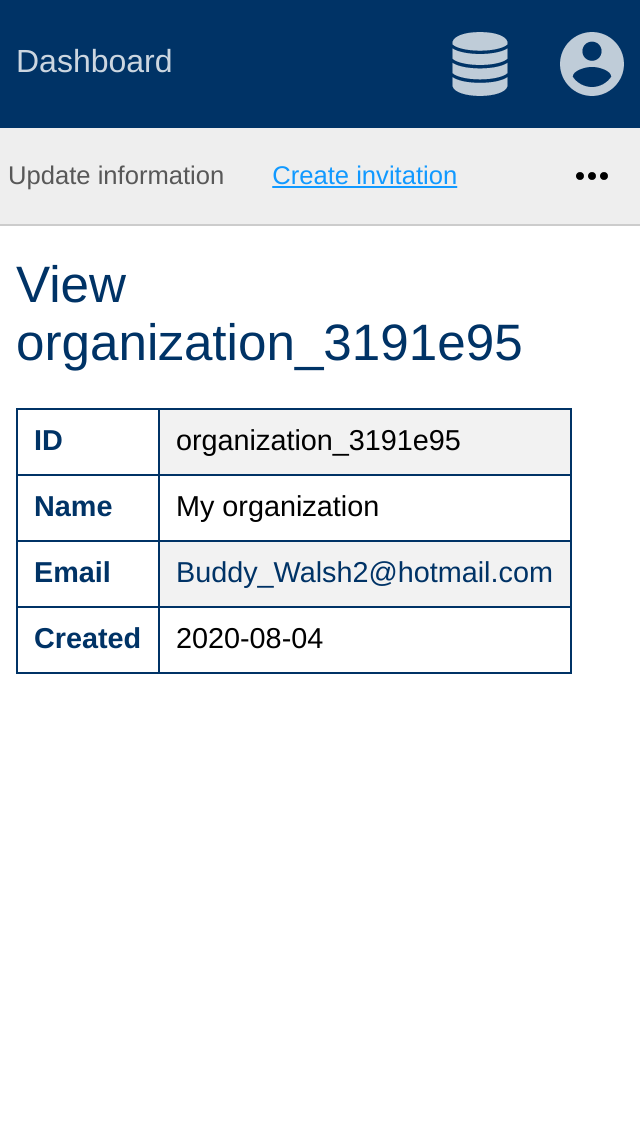 Dashboard
Update information Create invitation •••
View
organization_3191e95
ID organization_3191e95
Name My organization
Email Buddy_Walsh2@hotmail.com
Created 2020-08-04